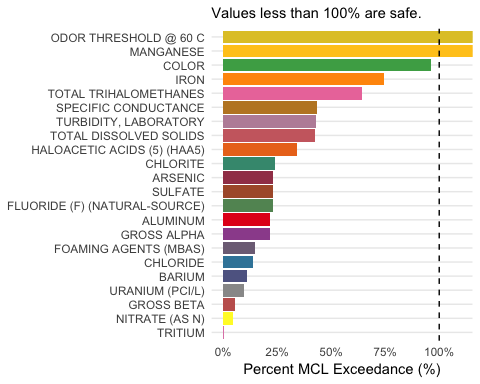 Values less than 100% are safe.
ODOR THRESHOLD @ 60 C
MANGANESE
COLOR
IRON
TOTAL TRIHALOMETHANES
SPECIFIC CONDUCTANCE
TURBIDITY, LABORATORY
TOTAL DISSOLVED SOLIDS
HALOACETIC ACIDS (5) (HAA5)
CHLORITE
ARSENIC
SULFATE
FLUORIDE (F) (NATURAL-SOURCE)
ALUMINUM
GROSS ALPHA
FOAMING AGENTS (MBAS)
CHLORIDE
BARIUM
URANIUM (PCI/L)
GROSS BETA
NITRATE (AS N)
TRITIUM
0% 25% 50% 75% 100%
Percent MCL Exceedance (%)